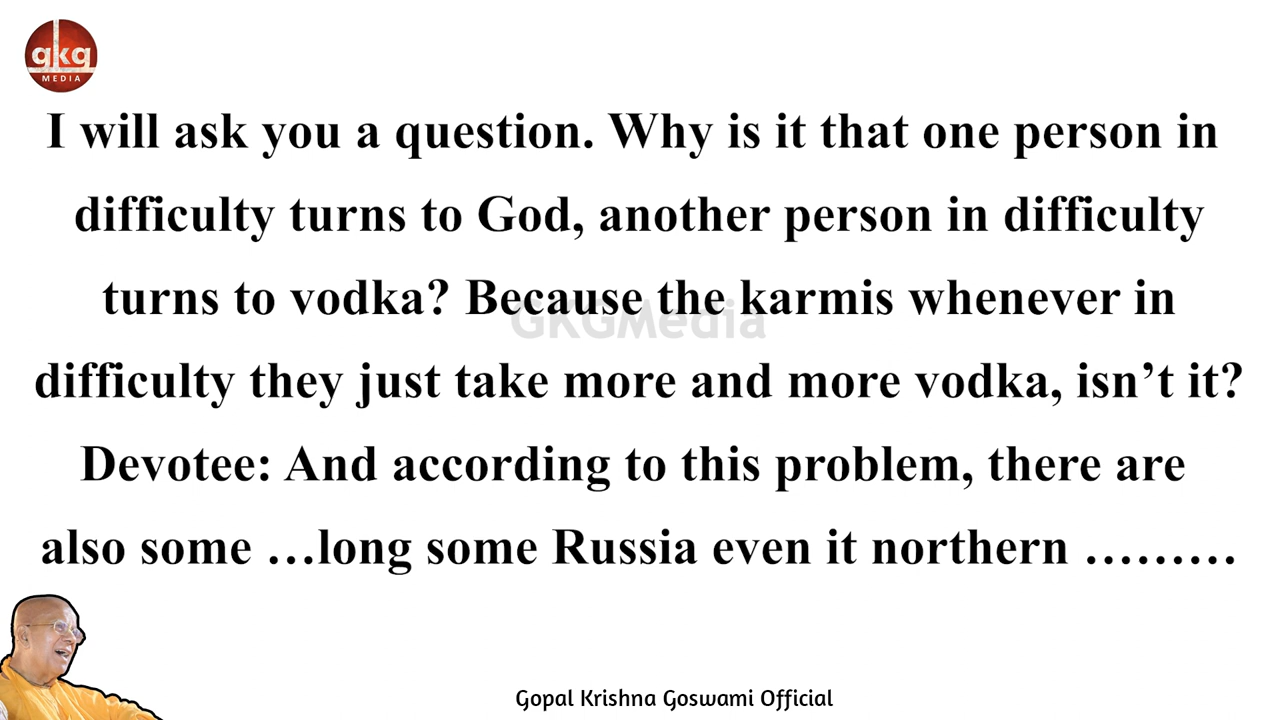 gkg
MEDIA
I will ask you a question. Why is it that one person in
difficulty turns to God, another person in difficulty
turns to vodka? Because the karmis whenever in
GKGMedia
difficulty they just take more and more vodka, isn’t it?
Devotee: And according to this problem, there are
also some …long some Russia even it northern ………
Gopal Krishna Goswami Official